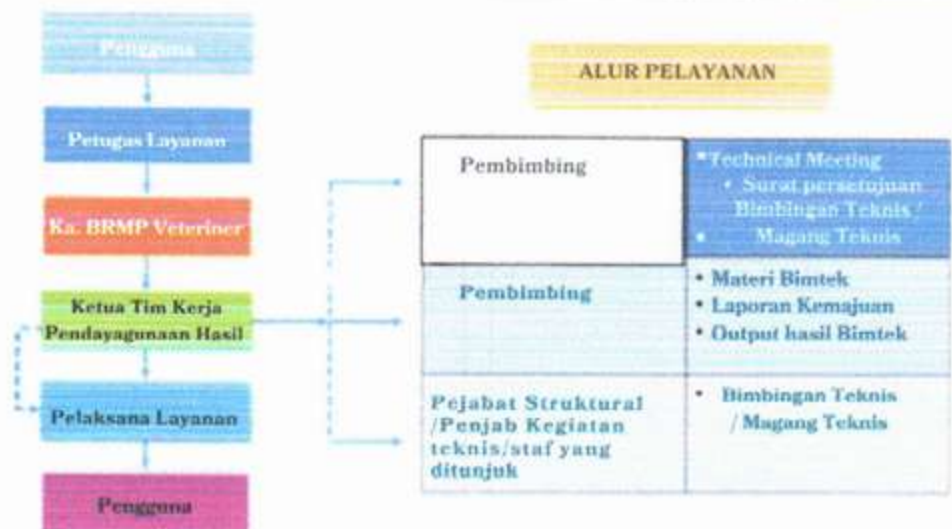 Pengguna
Petugas Layanan
Ka. BRMP Veteriner
Ketua Tim Kerja
Pendayagunaan Hasil
Pelaksana Layanan
Pengguna
ALUR PELAYANAN
Pembimbing
• Technical Meeting
• Surat persetujuan
Bimbingan Teknis /
• Magang Teknis
Pembimbing
• Materi Bimtek
• Laporan Kemajuan
• Output hasil Bimtek
Pejabat Struktural
/Penjab Kegiatan
teknis/staf yang
ditunjuk
• Bimbingan Teknis
/ Magang Teknis